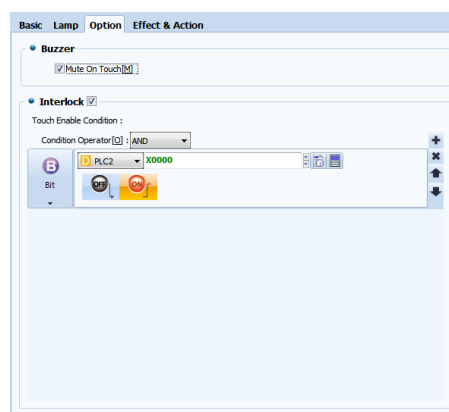 Basic Lamp Option Effect & Action
Buzzer
Mute On Touch[M]
Interlock
Touch Enable Condition :
Condition Operator[O] : AND
B D PLC2 X0000
Bit OFF ON